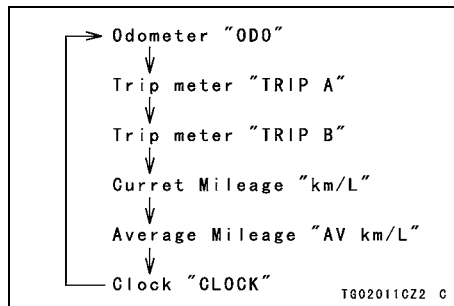 Odometer "ODO"
Trip meter "TRIP A"
Trip meter "TRIP B"
Curret Mileage "km/L"
Average Mileage "AV km/L"
Clock "CLOCK"
TG02011CZ2 C